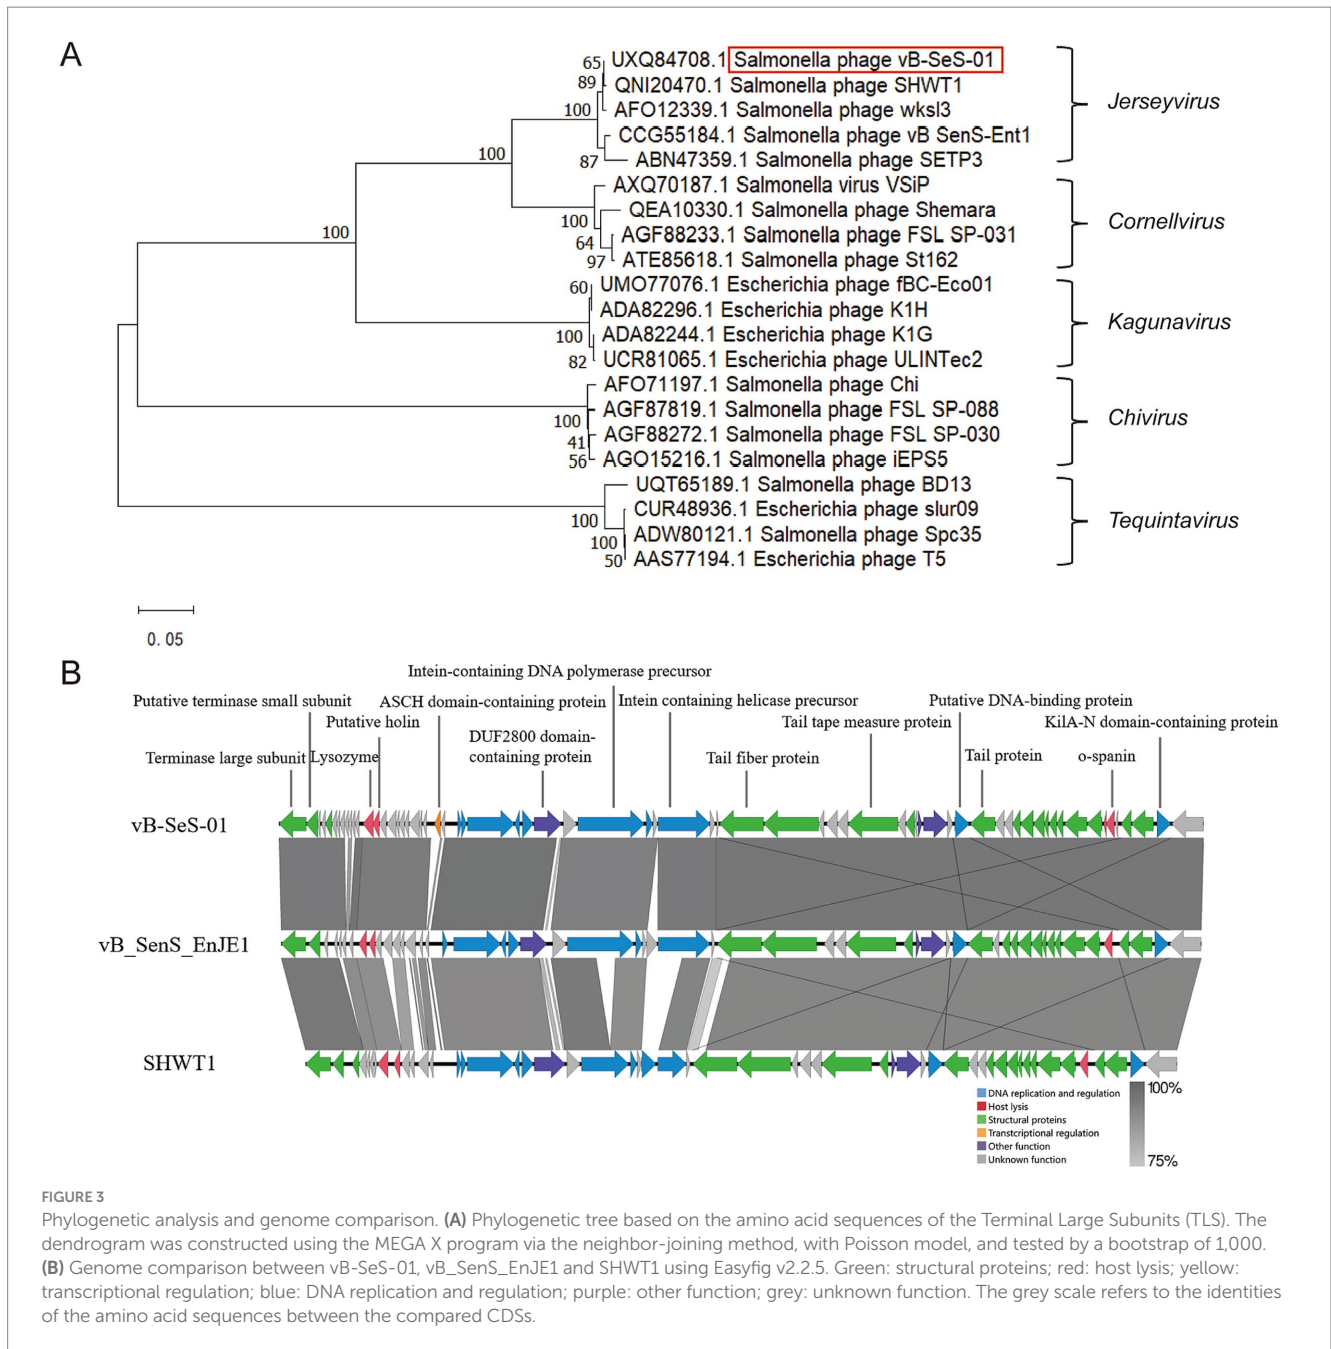 A
65
UXQ84708.1 Salmonella phage vB-SeS-01
89
QNI20470.1 Salmonella phage SHWT1
100
AFO12339.1 Salmonella phage wksl3
CCG55184.1 Salmonella phage vB SenS-Ent1
87
ABN47359.1 Salmonella phage SETP3
Jerseyvirus
100
AXQ70187.1 Salmonella virus VSiP
QEA10330.1 Salmonella phage Shemara
100
AGF88233.1 Salmonella phage FSL SP-031
64
97
ATE85618.1 Salmonella phage St162
Cornellvirus
100
60
UMO77076.1 Escherichia phage fBC-Eco01
ADA82296.1 Escherichia phage K1H
100
ADA82244.1 Escherichia phage K1G
82
UCR81065.1 Escherichia phage ULINTec2
Kagunavirus
AFO71197.1 Salmonella phage Chi
AGF87819.1 Salmonella phage FSL SP-088
100
AGF88272.1 Salmonella phage FSL SP-030
41
56
AGO15216.1 Salmonella phage iEPS5
Chivirus
UQT65189.1 Salmonella phage BD13
CUR48936.1 Escherichia phage slur09
100
ADW80121.1 Salmonella phage Spc35
100
50
AAS77194.1 Escherichia phage T5
Tequintavirus
0. 05
B
Intein-containing DNA polymerase precursor
Putative terminase small subunit
ASCH domain-containing protein
Intein containing helicase precursor
Putative DNA-binding protein
Putative holin
Tail tape measure protein
KilA-N domain-containing protein
DUF2800 domain-
containing protein
Terminase large subunit
Lysozyme
Tail fiber protein
Tail protein
o-spanin
vB-SeS-01
vB_SenS_EnJE1
SHWT1
DNA replication and regulation
Host lysis
Structural proteins
Transtcriptional regulation
Other function
Unknown function
100%
75%
FIGURE 3
Phylogenetic analysis and genome comparison. (A) Phylogenetic tree based on the amino acid sequences of the Terminal Large Subunits (TLS). The
dendrogram was constructed using the MEGA X program via the neighbor-joining method, with Poisson model, and tested by a bootstrap of 1,000.
(B) Genome comparison between vB-SeS-01, vB_SenS_EnJE1 and SHWT1 using Easyfig v2.2.5. Green: structural proteins; red: host lysis; yellow:
transcriptional regulation; blue: DNA replication and regulation; purple: other function; grey: unknown function. The grey scale refers to the identities
of the amino acid sequences between the compared CDSs.